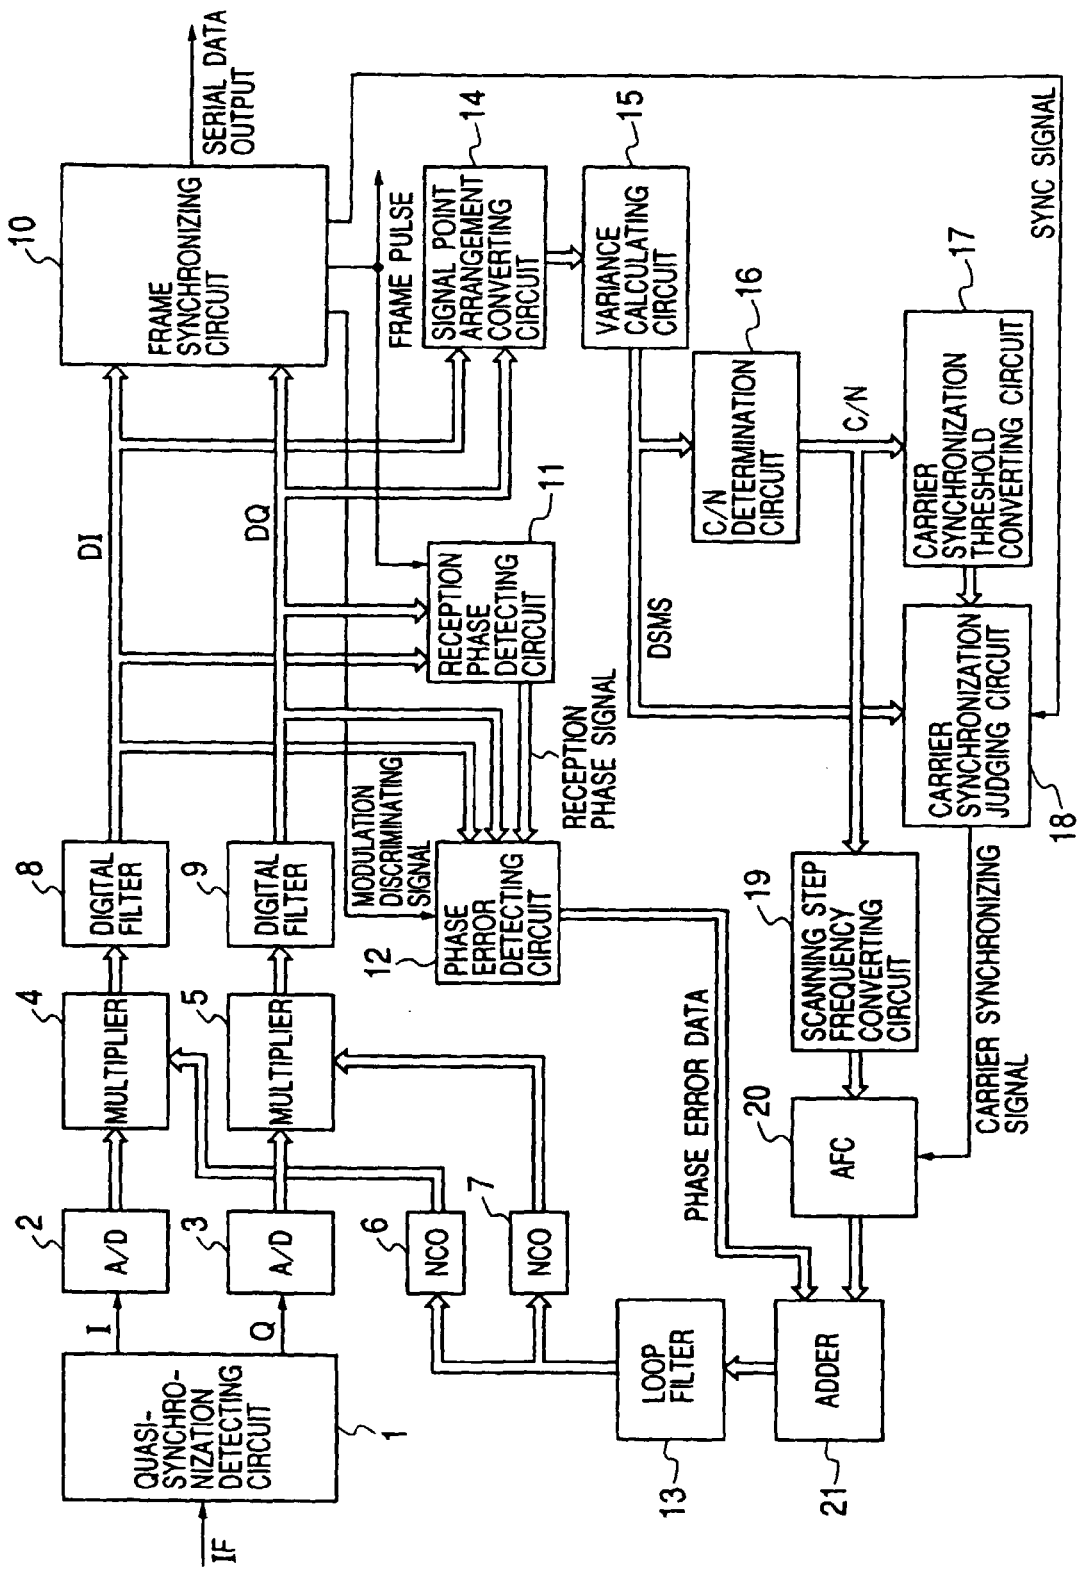 IF
QUASI-
SYNCHRO-
NIZATION
DETECTING
CIRCUIT
1
I
Q
2
A/D
3
A/D
4
MULTIPLIER
5
MULTIPLIER
6
NCO
7
NCO
8
DIGITAL
FILTER
9
DIGITAL
FILTER
DI
DQ
10
FRAME
SYNCHRONIZING
CIRCUIT
SERIAL DATA
OUTPUT
MODULATION
DISCRIMINATING
SIGNAL
FRAME PULSE
11
RECEPTION
PHASE
DETECTING
CIRCUIT
RECEPTION
PHASE SIGNAL
12
PHASE
ERROR
DETECTING
CIRCUIT
PHASE ERROR DATA
13
LOOP
FILTER
14
SIGNAL POINT
ARRANGEMENT
CONVERTING
CIRCUIT
15
VARIANCE
CALCULATING
CIRCUIT
DSMS
16
C/N
DETERMINATION
CIRCUIT
C/N
17
CARRIER
SYNCHRONIZATION
THRESHOLD
CONVERTING CIRCUIT
SYNC SIGNAL
18
CARRIER
SYNCHRONIZATION
JUDGING CIRCUIT
CARRIER SYNCHRONIZING
SIGNAL
19
SCANNING STEP
FREQUENCY
CONVERTING
CIRCUIT
20
AFC
21
ADDER